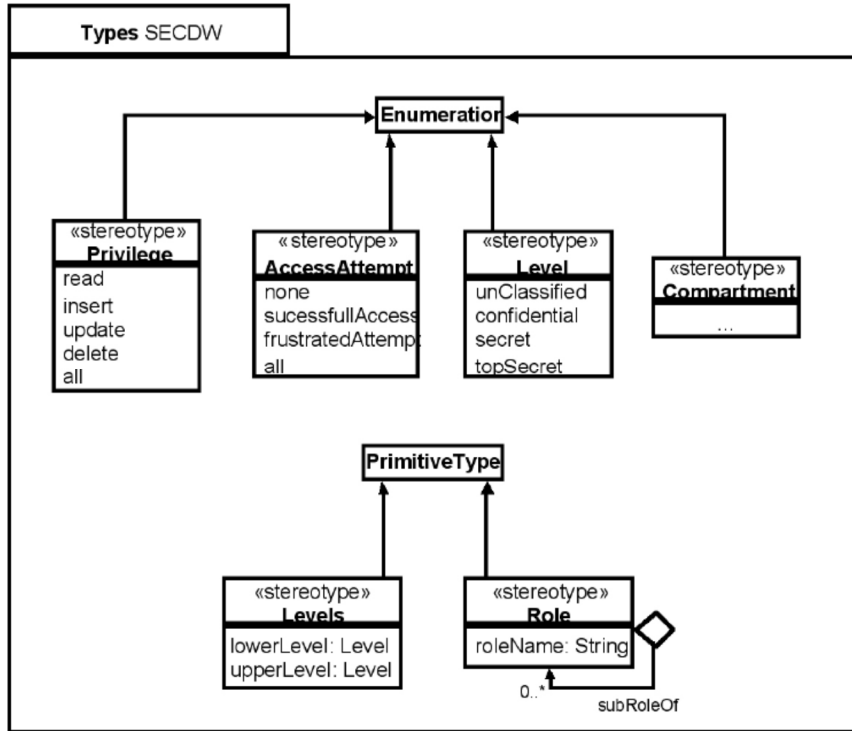 Types SECDW
Enumeration
«stereotype»
Privilege
read
insert
update
delete
all
«stereotype»
AccessAttempt
none
sucessfullAccess
frustratedAttempt
all
«stereotype»
Level
unClassified
confidential
secret
topSecret
«stereotype»
Compartment
...
PrimitiveType
«stereotype»
Levels
lowerLevel: Level
upperLevel: Level
«stereotype»
Role
roleName: String
0..*
subRoleOf